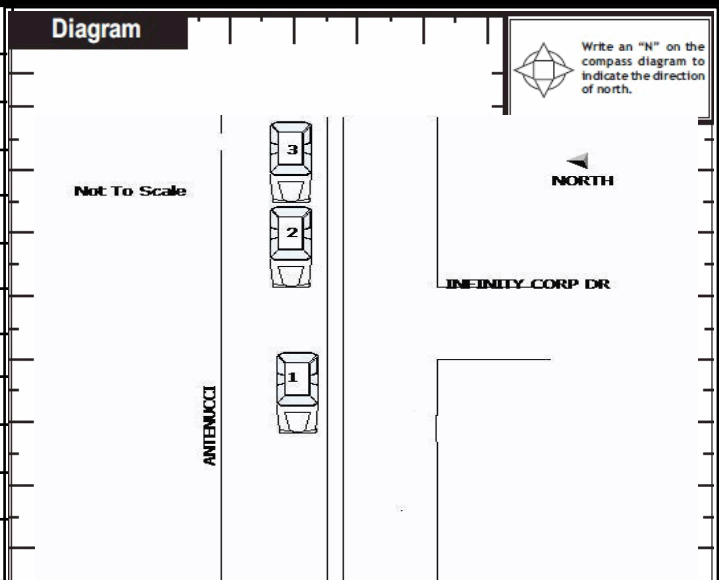 Diagram
Write an "N" on the
compass diagram to
indicate the direction
of north.
3
NORTH
Not To Scale
2
INFINITY CORP DR
1
ANTENUCCI